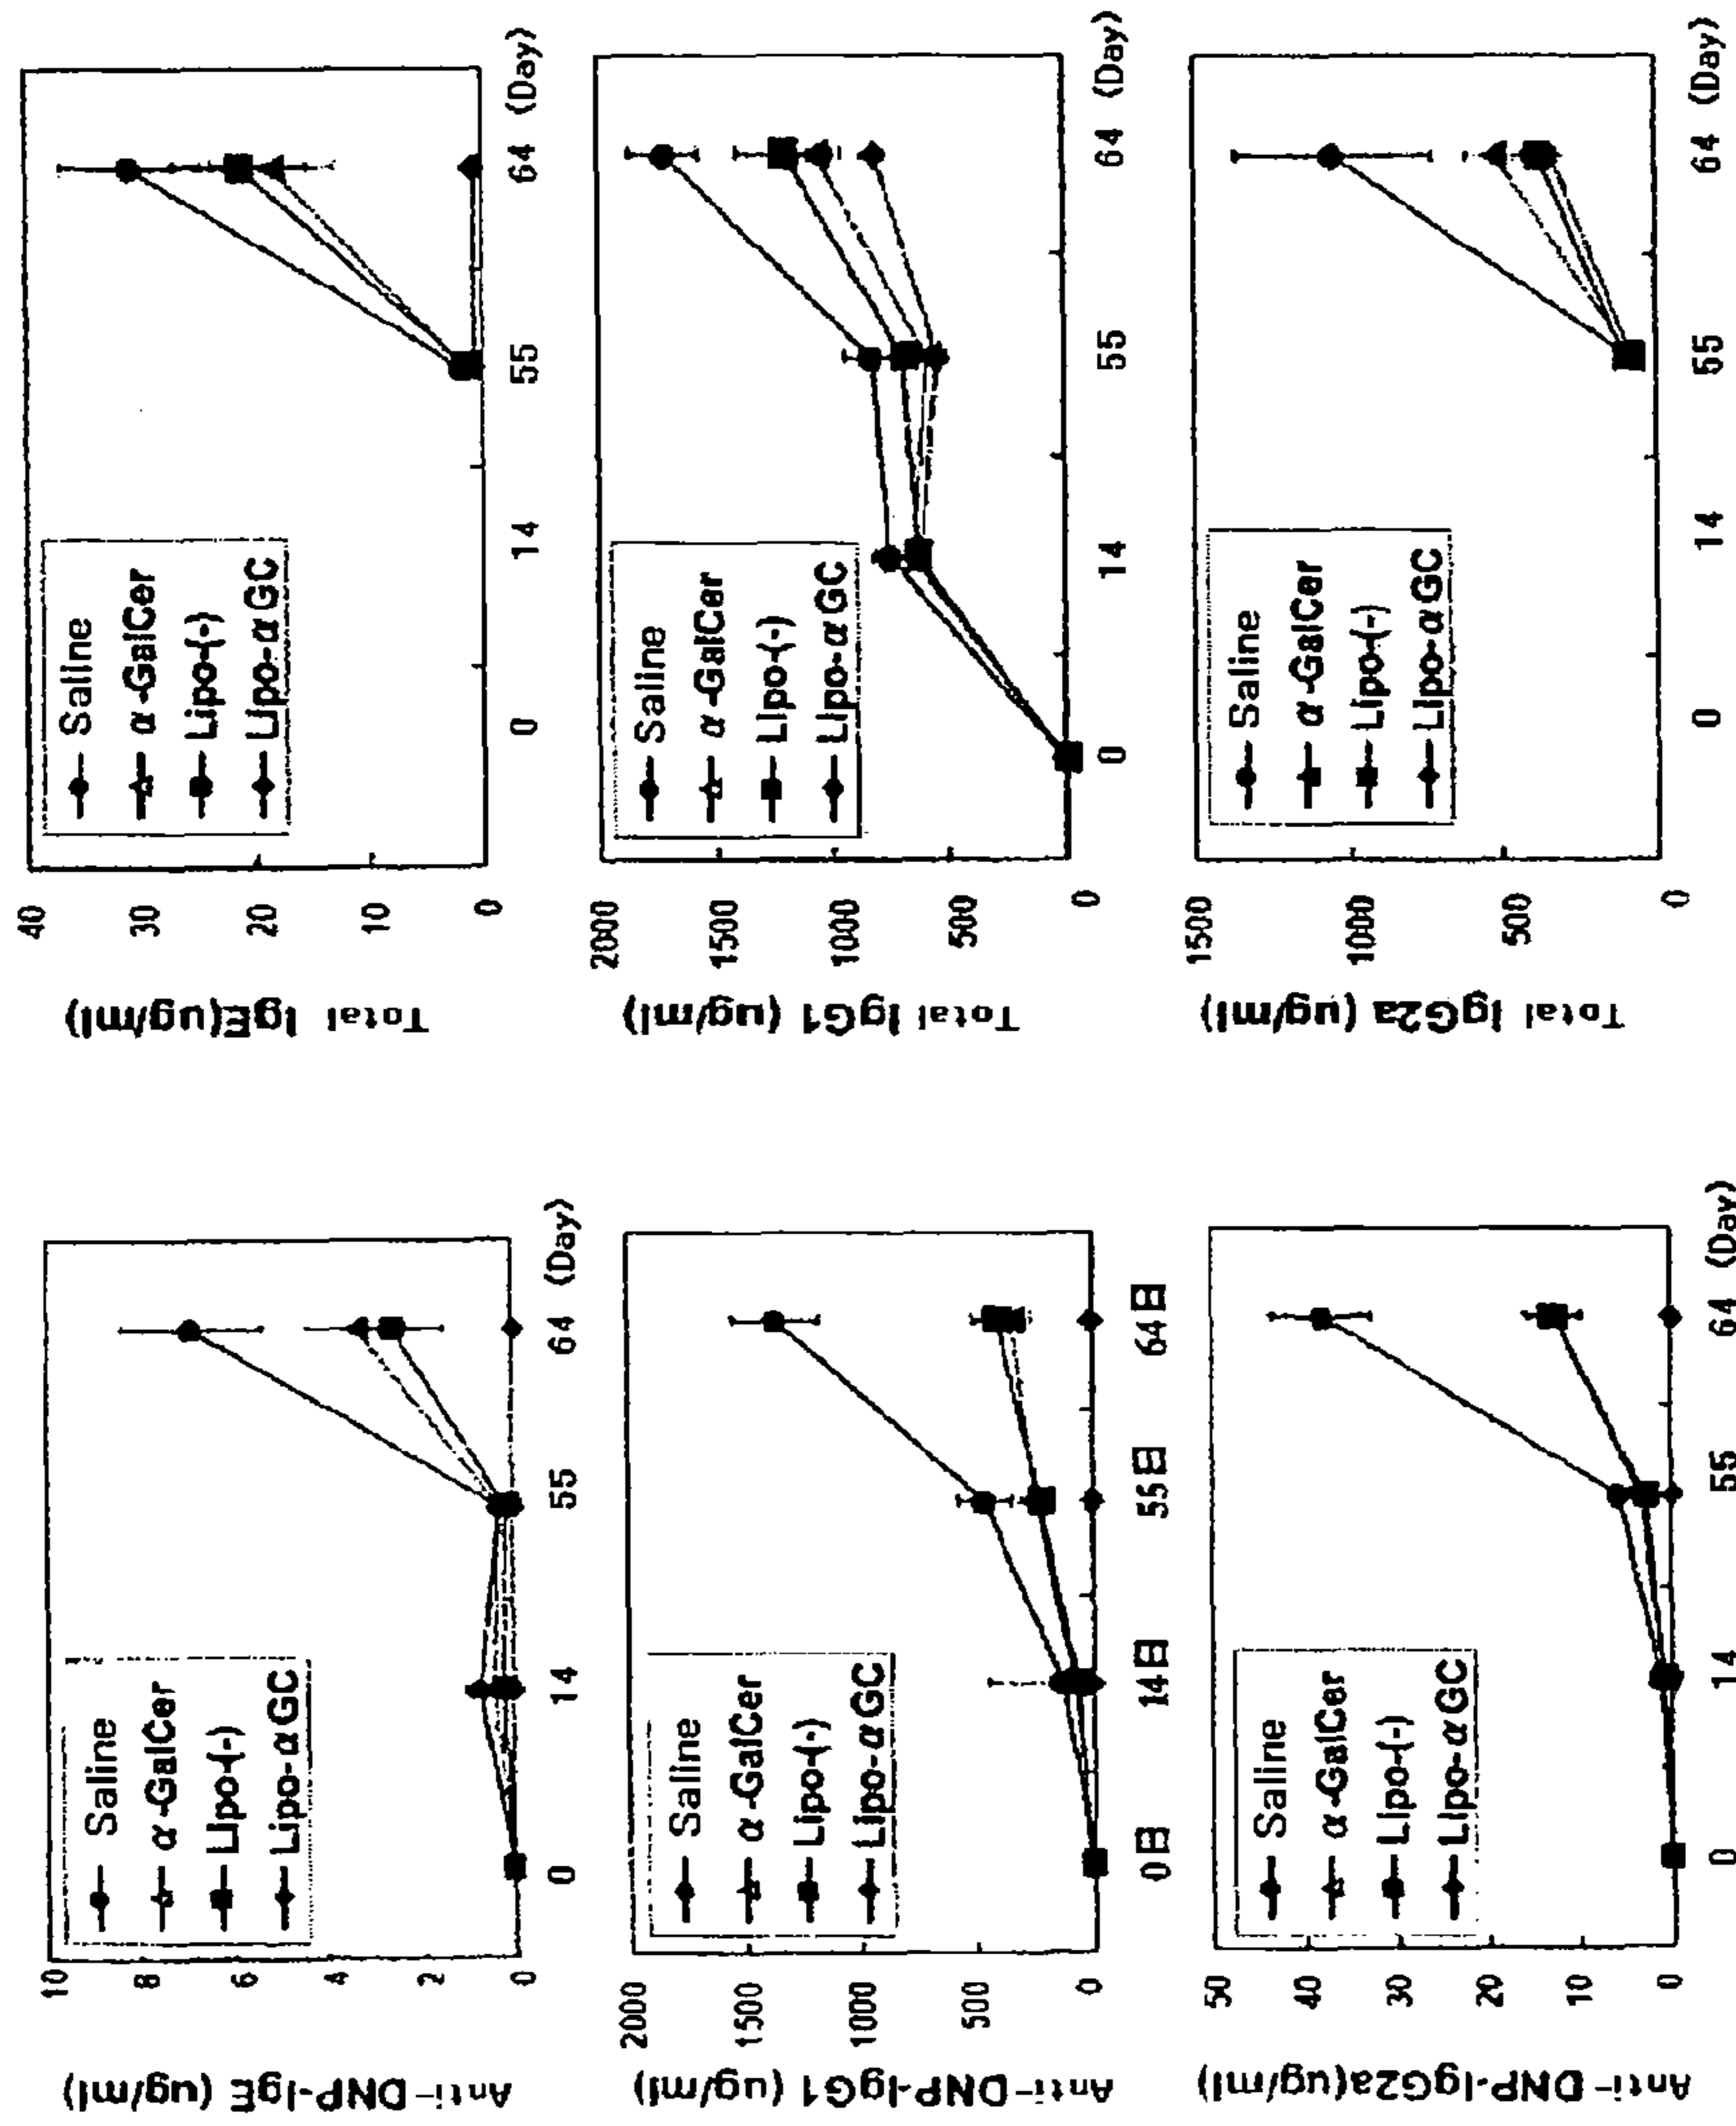 Anti-DNP-IgE (ug/ml)
10
8
6
4
2
0
Saline
α-GalCer
Lipo-(-)
Lipo-αGC
0 14 55 64 (Day)
Total IgE(ug/ml)
40
30
20
10
0
Saline
α-GalCer
Lipo-(-)
Lipo-αGC
0 14 55 64 (Day)
Anti-DNP-IgG1 (ug/ml)
2000
1500
1000
500
0
Saline
α-GalCer
Lipo-(-)
Lipo-αGC
0日 14日 55日 64日
Total IgG1 (ug/ml)
2000
1500
1000
500
0
Saline
α-GalCer
Lipo-(-)
Lipo-αGC
0 14 55 64 (Day)
Anti-DNP-IgG2a(ug/ml)
50
40
30
20
10
0
Saline
α-GalCer
Lipo-(-)
Lipo-αGC
0 14 55 64 (Day)
Total IgG2a (ug/ml)
1500
1000
500
0
Saline
α-GalCer
Lipo-(-)
Lipo-αGC
0 14 55 64 (Day)